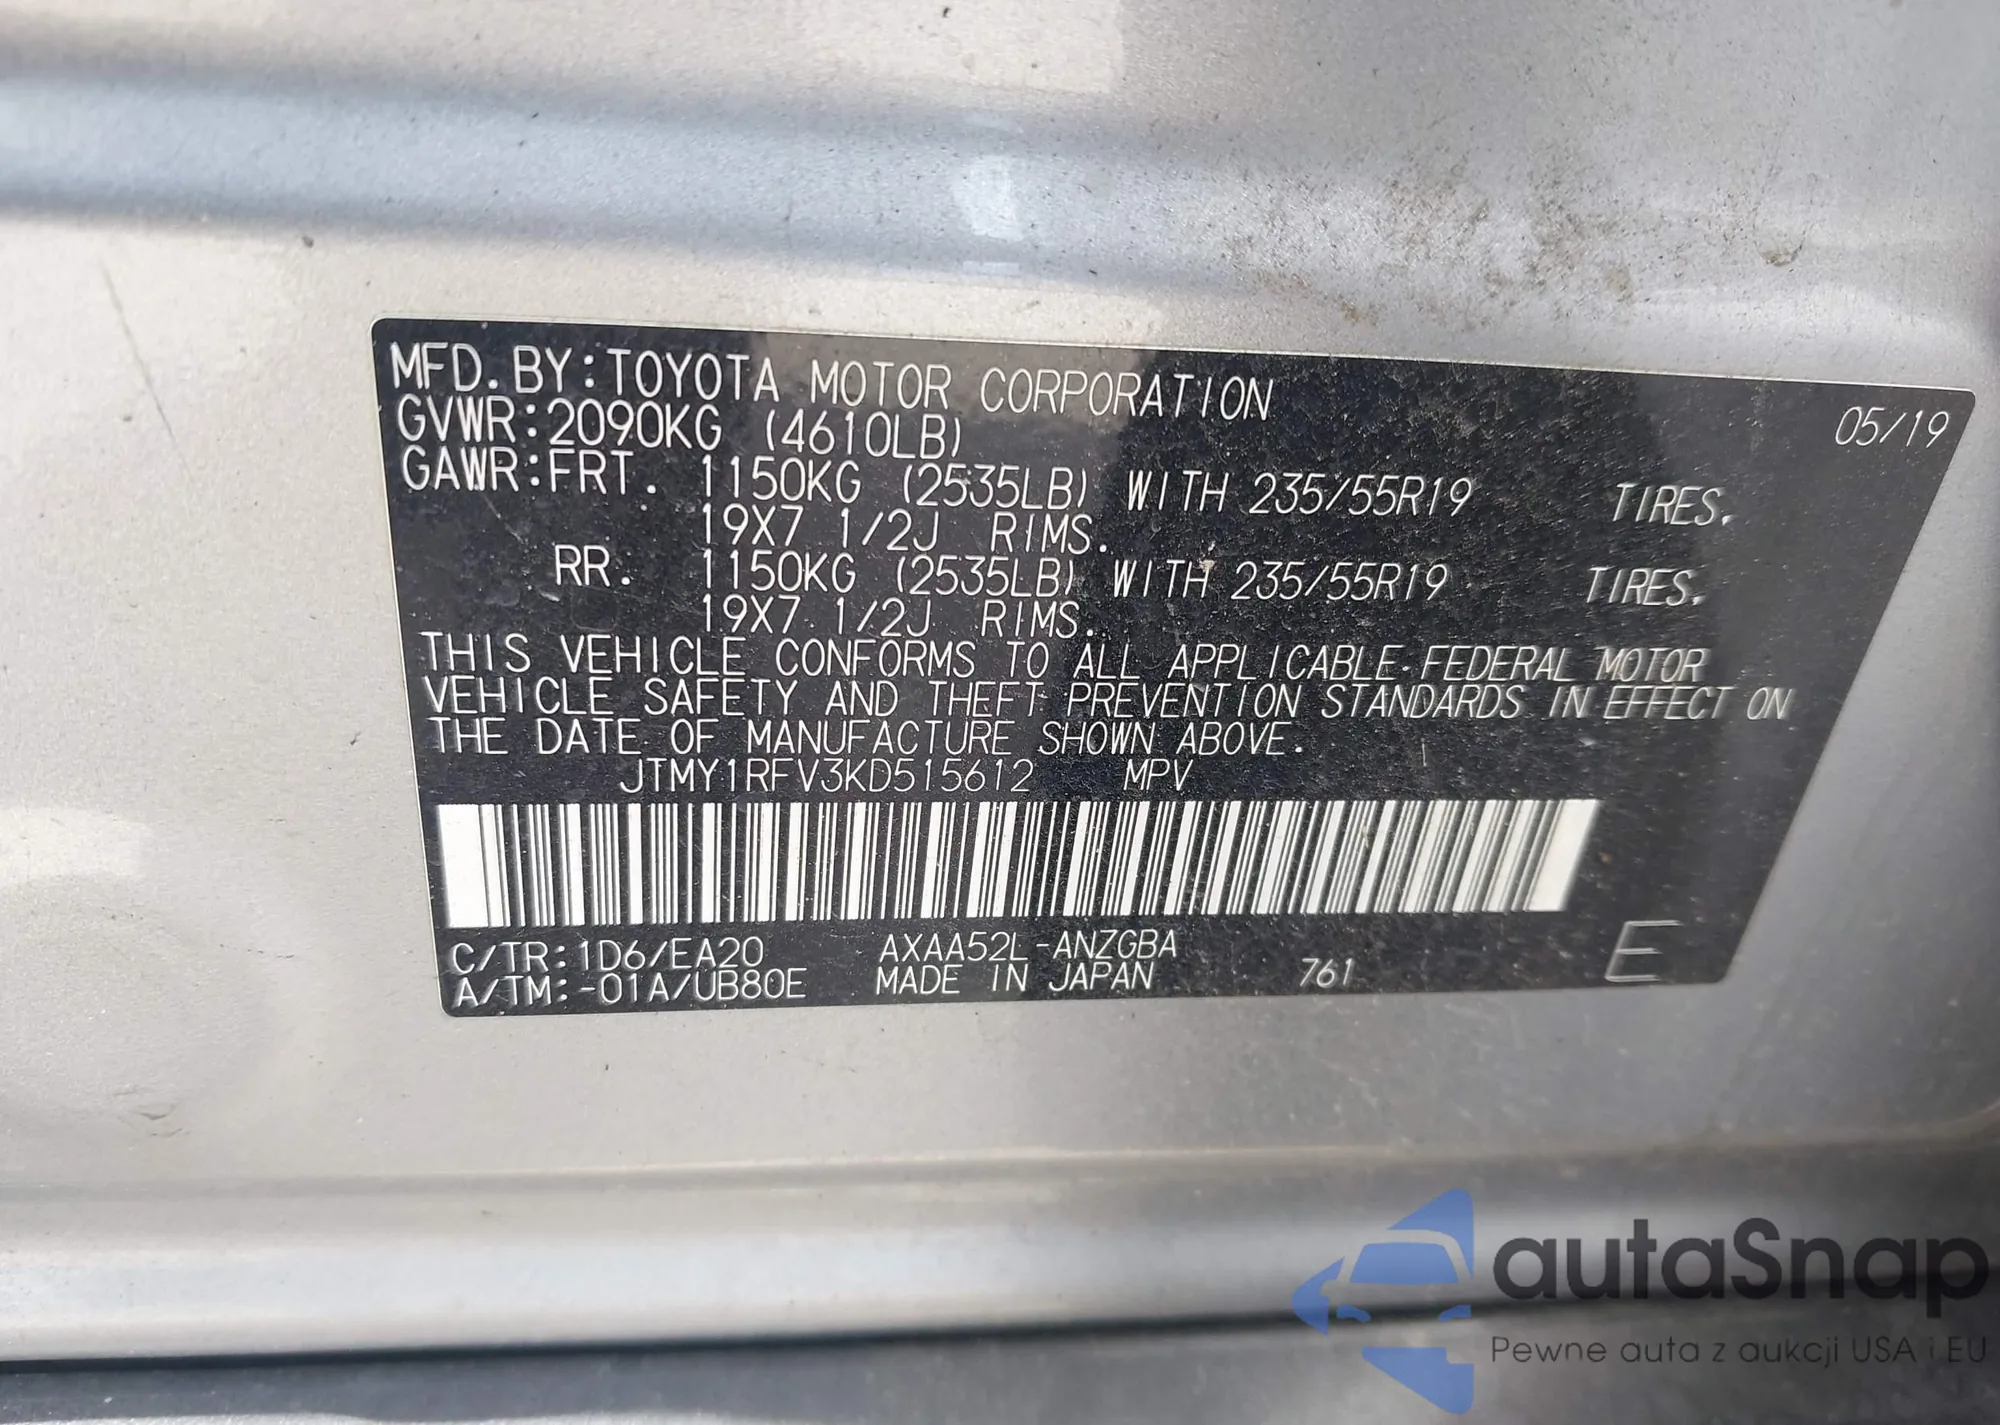 MFD. BY: TOYOTA MOTOR CORPORATION 05/19
GVWR: 2090KG (4610LB)
GAWR: FRT. 1150KG (2535LB) WITH 235/55R19 TIRES.
19X7 1/2J RIMS.
RR. 1150KG (2535LB) WITH 235/55R19 TIRES.
19X7 1/2J RIMS.
THIS VEHICLE CONFORMS TO ALL APPLICABLE FEDERAL MOTOR
VEHICLE SAFETY AND THEFT PREVENTION STANDARDS IN EFFECT ON
THE DATE OF MANUFACTURE SHOWN ABOVE.
JTMY1RFV3KD515612 MPV
C/TR: 1D6/EA20 AXAA52L-ANZGBA
A/TM: -01A/UB80E MADE IN JAPAN 761 E
autaSnap
Pewne auta z aukcji USA i EU